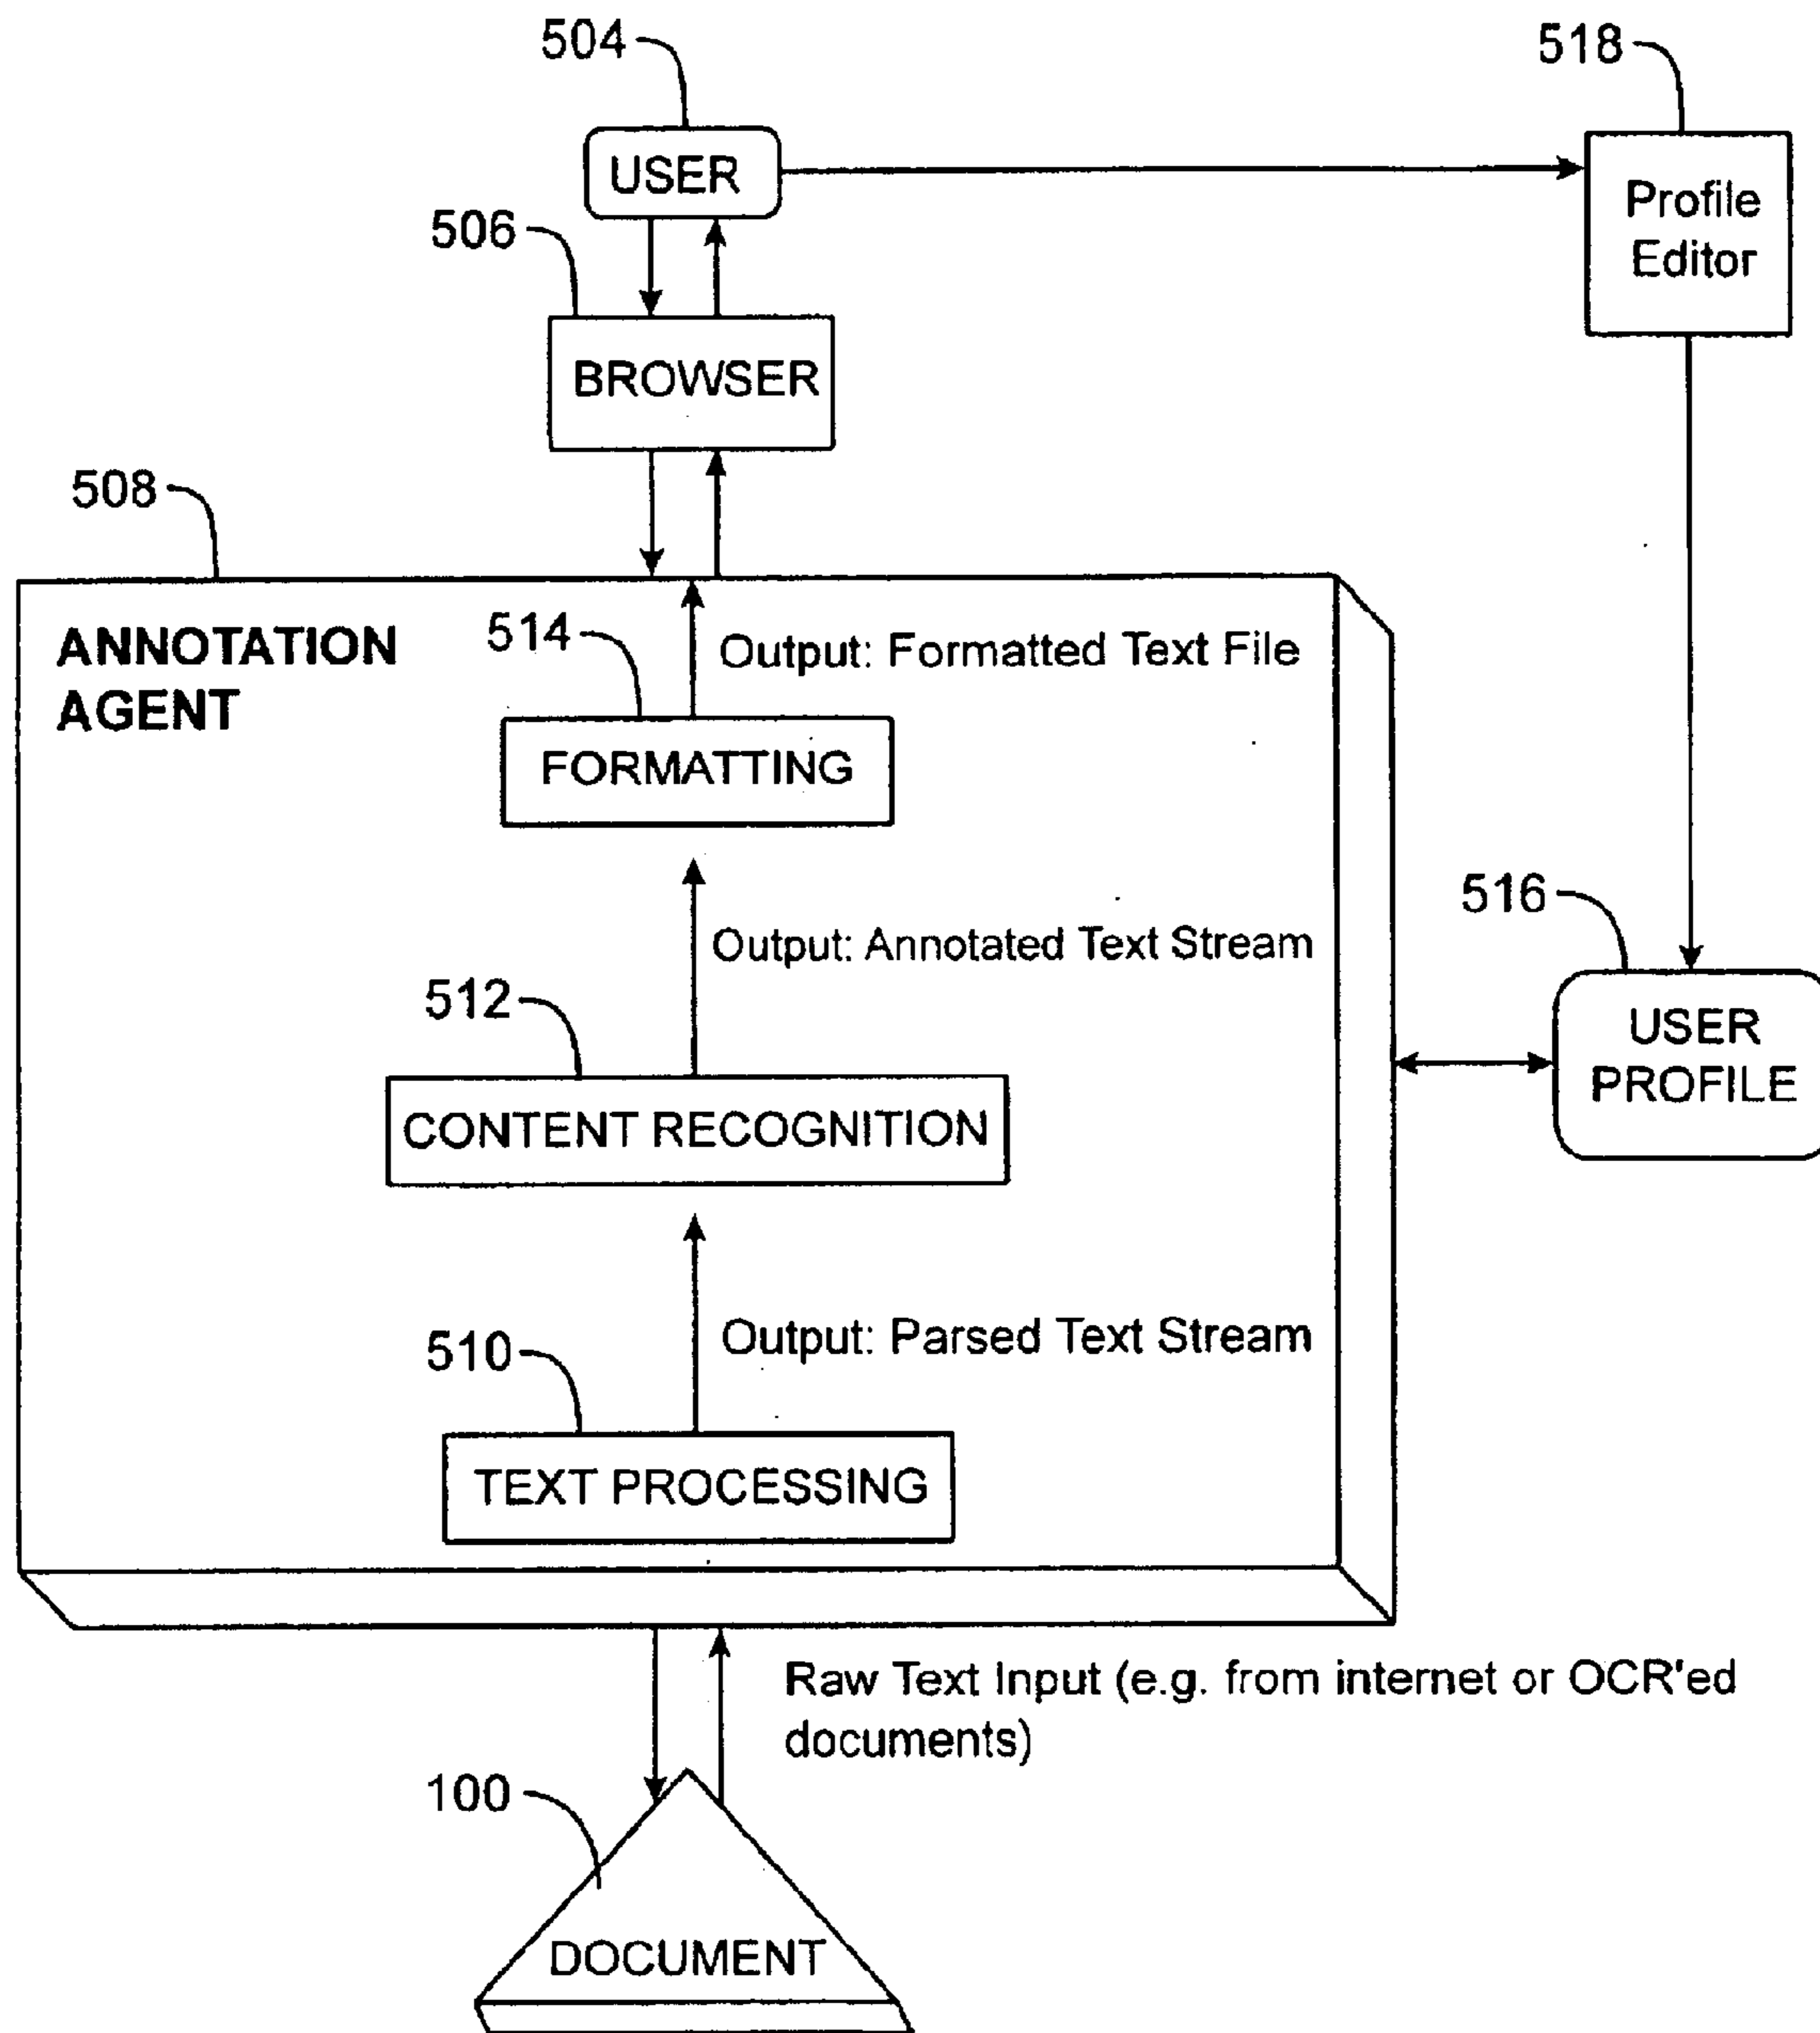 504
518
USER
Profile
Editor
506
BROWSER
508
ANNOTATION
AGENT
514
Output: Formatted Text File
FORMATTING
516
Output: Annotated Text Stream
512
USER
PROFILE
CONTENT RECOGNITION
510
Output: Parsed Text Stream
TEXT PROCESSING
Raw Text Input (e.g. from internet or OCR'ed
documents)
100
DOCUMENT